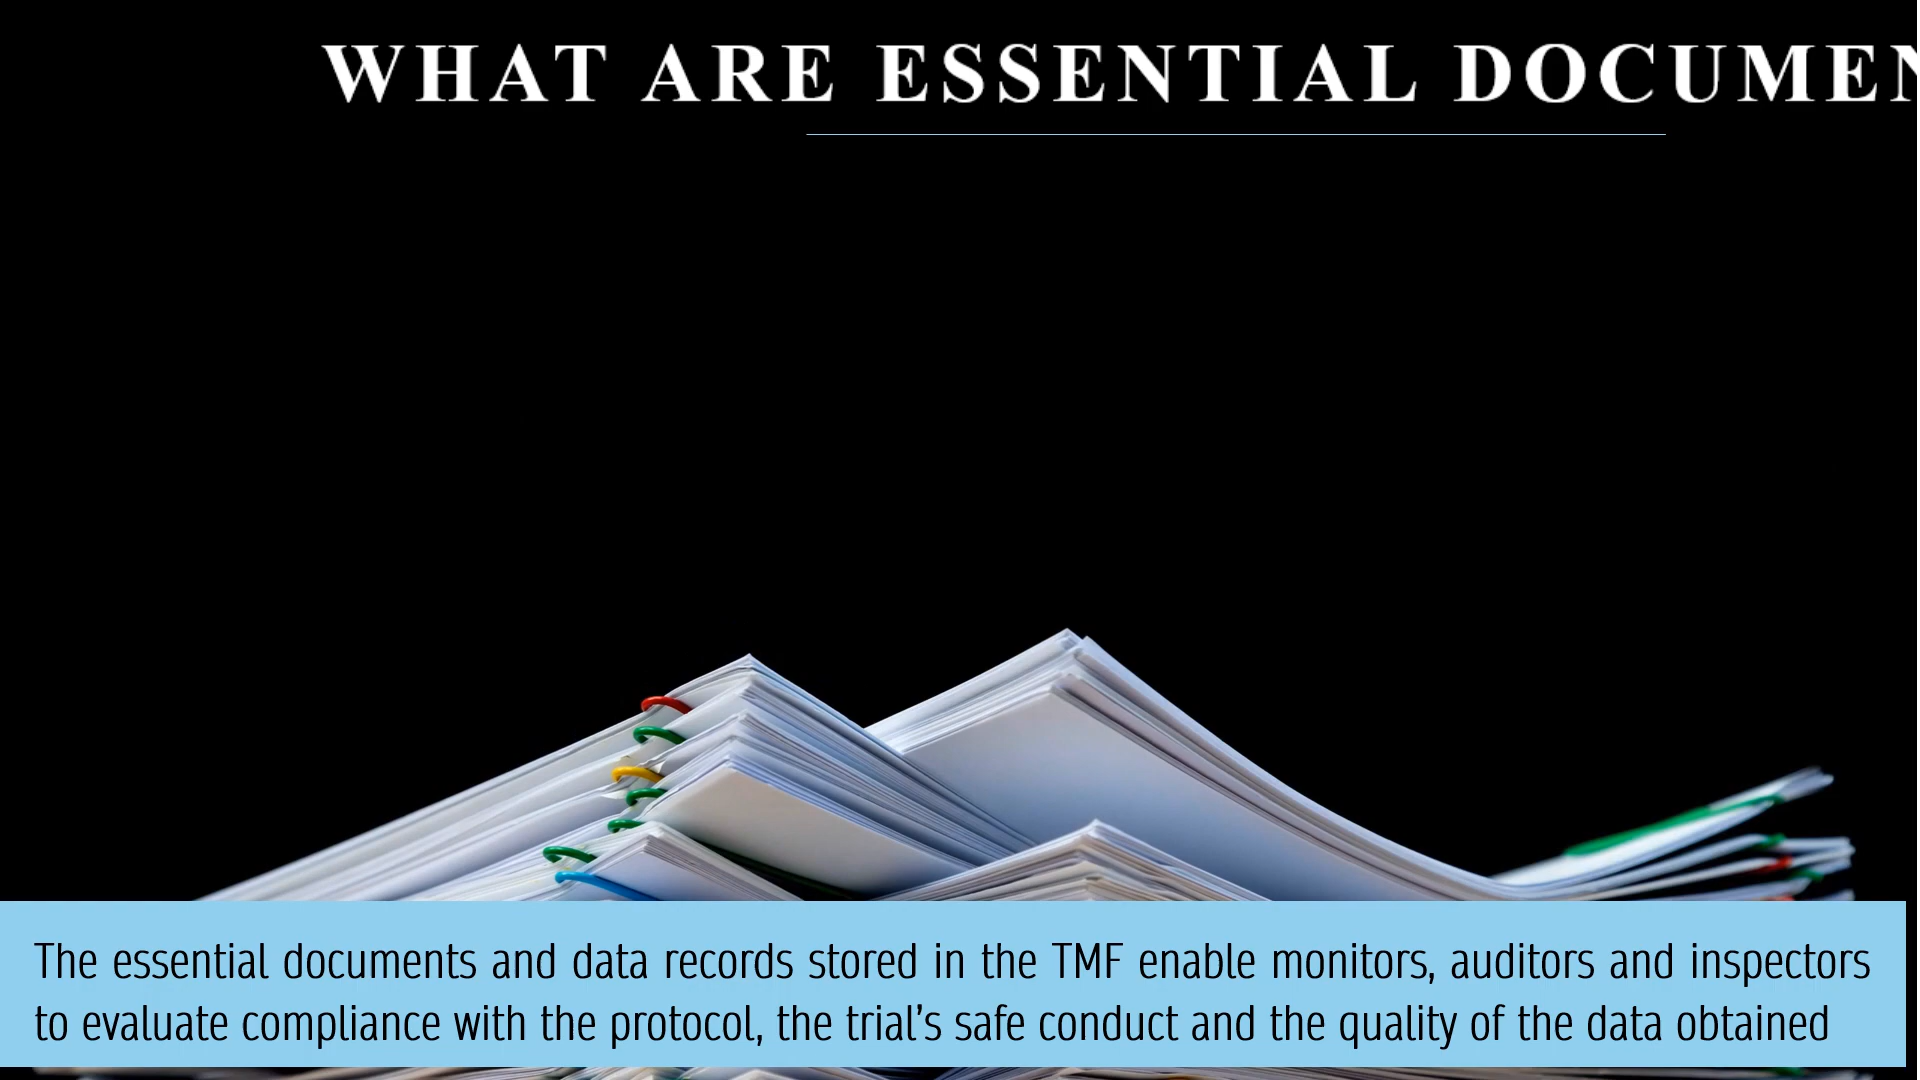 WHAT ARE ESSENTIAL DOCUMEN
The essential documents and data records stored in the TMF enable monitors, auditors and inspectors
to evaluate compliance with the protocol, the trial’s safe conduct and the quality of the data obtained